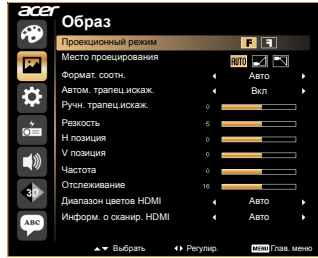 acer
Образ
Проекционный режим F F
Место проецирования AUTO
Формат. соотн. Авто
Автом. трапец.искаж. Вкл
Ручн. трапец.искаж. 0
Резкость 5
H позиция 0
V позиция 0
Частота 0
Отслеживание 16
Диапазон цветов HDMI Авто
Информ. о сканир. HDMI Авто
3D
ABC
Выбрать Регулир. MENU Глав. меню